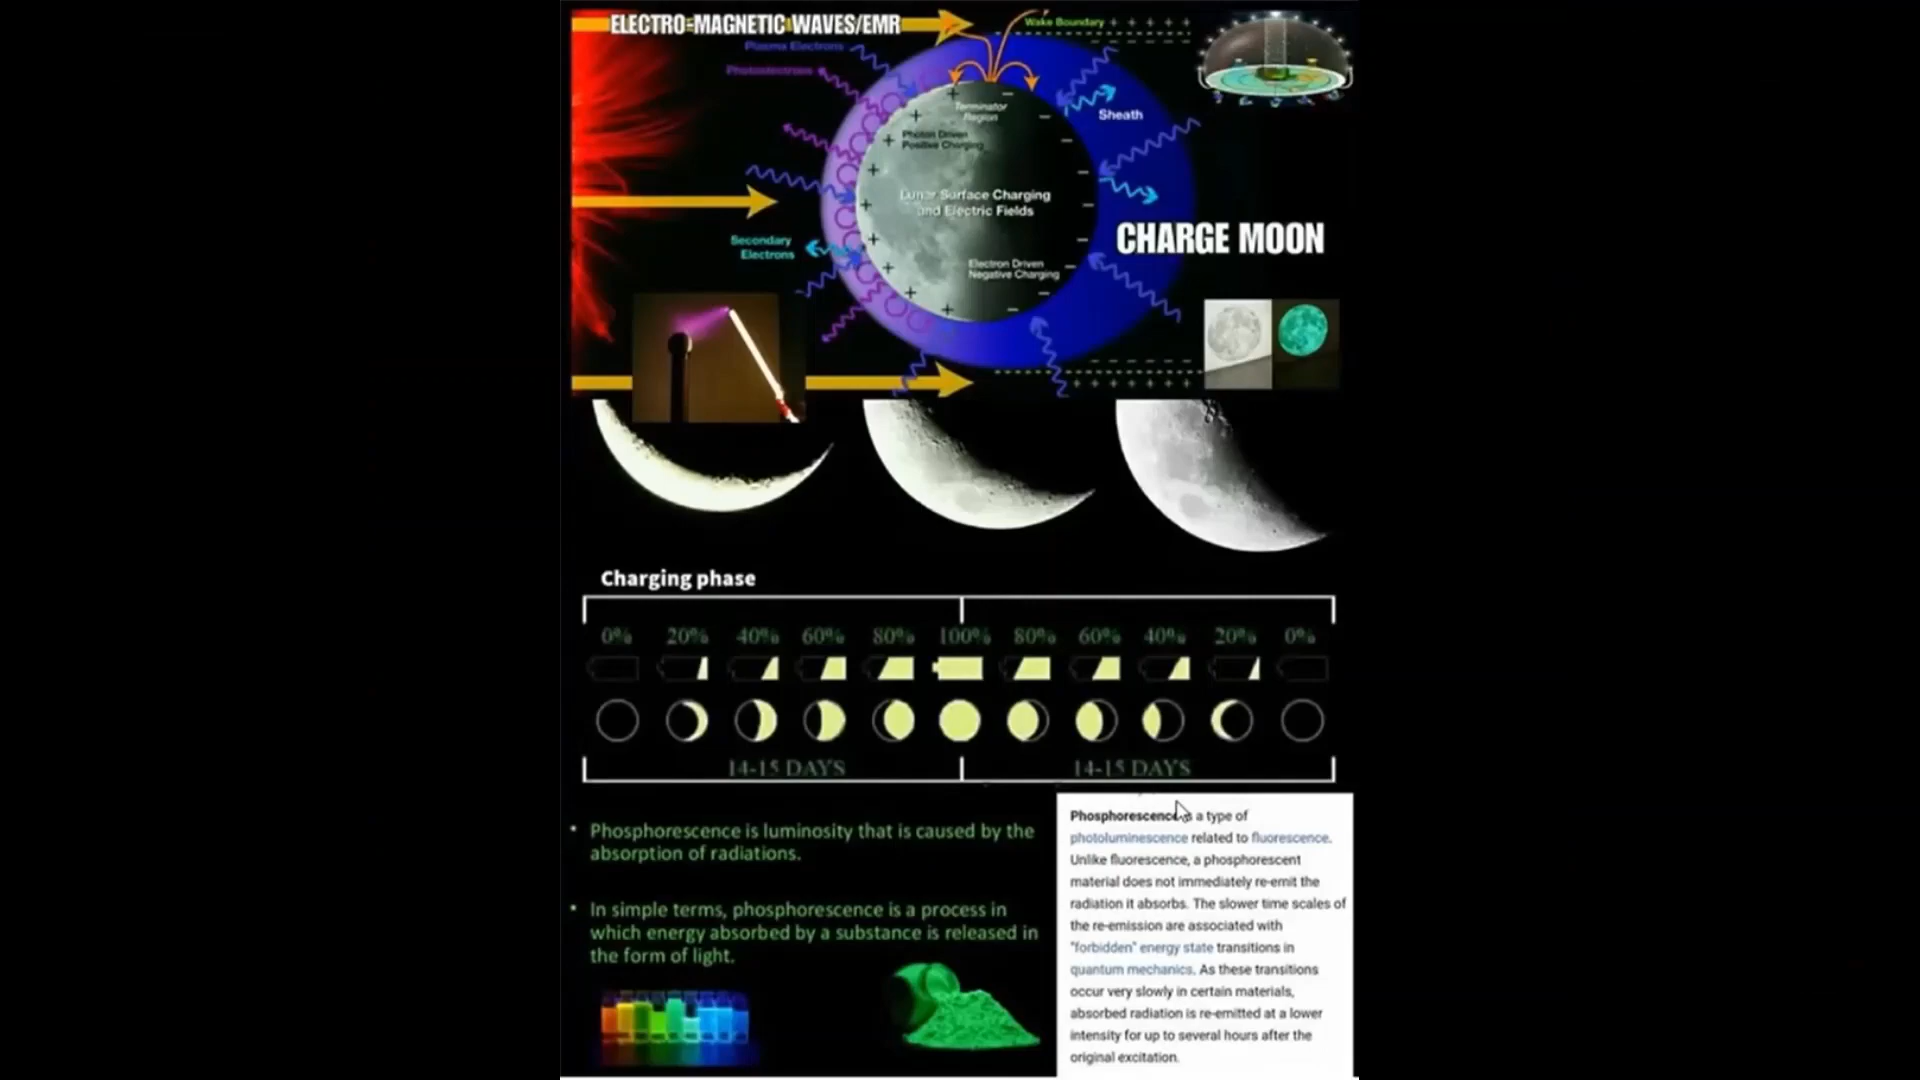 ELECTRO-MAGNETIC WAVES/EMR
Wake Boundary
Plasma Electrons
Photoelectrons
Terminator
Region
Sheath
Photon Driven
Positive Charging
Lunar Surface Charging
and Electric Fields
CHARGE MOON
Secondary
Electrons
Electron Driven
Negative Charging
Charging phase
0% 20% 40% 60% 80% 100% 80% 60% 40% 20% 0%
14-15 DAYS 14-15 DAYS
• Phosphorescence is luminosity that is caused by the
absorption of radiations.
• In simple terms, phosphorescence is a process in
which energy absorbed by a substance is released in
the form of light.
Phosphorescence is a type of
photoluminescence related to fluorescence.
Unlike fluorescence, a phosphorescent
material does not immediately re-emit the
radiation it absorbs. The slower time scales of
the re-emission are associated with
"forbidden" energy state transitions in
quantum mechanics. As these transitions
occur very slowly in certain materials,
absorbed radiation is re-emitted at a lower
intensity for up to several hours after the
original excitation.